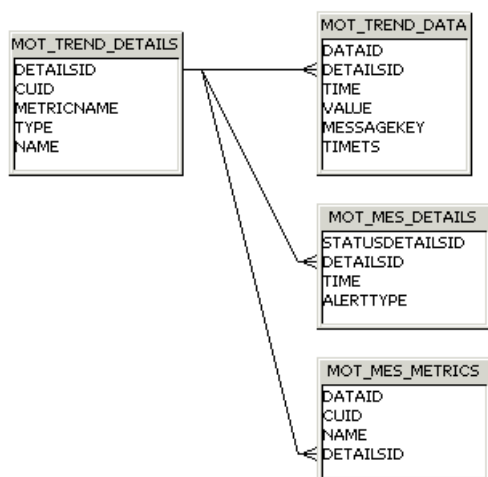 MOT_TREND_DETAILS
DETAILSID
CUID
METRICNAME
TYPE
NAME
MOT_TREND_DATA
DATAID
DETAILSID
TIME
VALUE
MESSAGEKEY
TIMETS
MOT_MES_DETAILS
STATUSDETAILSID
DETAILSID
TIME
ALERTTYPE
MOT_MES_METRICS
DATAID
CUID
NAME
DETAILSID